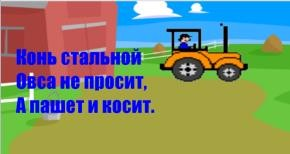 Конь стальной
Овса не просит,
А пашет и косит.